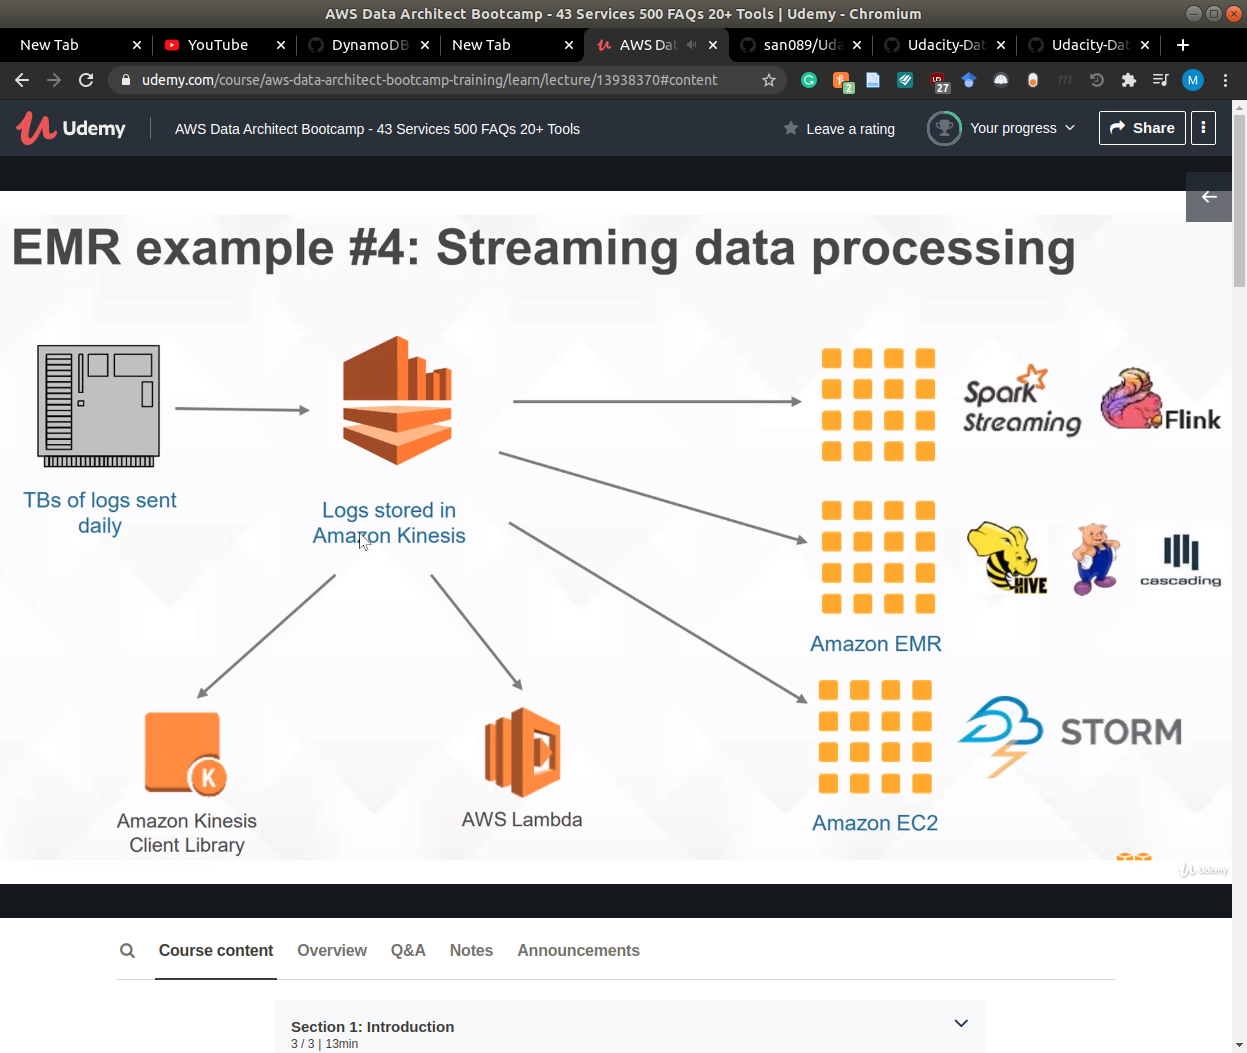 AWS Data Architect Bootcamp - 43 Services 500 FAQs 20+ Tools | Udemy - Chromium
New Tab
YouTube
DynamoDB
New Tab
AWS Dat
san089/Uda
Udacity-Dat
Udacity-Dat
udemy.com/course/aws-data-architect-bootcamp-training/learn/lecture/13938370#content
2
27
M
Udemy
AWS Data Architect Bootcamp - 43 Services 500 FAQs 20+ Tools
Leave a rating
Your progress
Share
EMR example #4: Streaming data processing
Spark
Streaming
Flink
TBs of logs sent
daily
Logs stored in
Amazon Kinesis
HIVE
cascading
Amazon EMR
STORM
K
Amazon Kinesis
Client Library
AWS Lambda
Amazon EC2
Udemy
Course content
Overview
Q&A
Notes
Announcements
Section 1: Introduction
3 / 3 | 13min